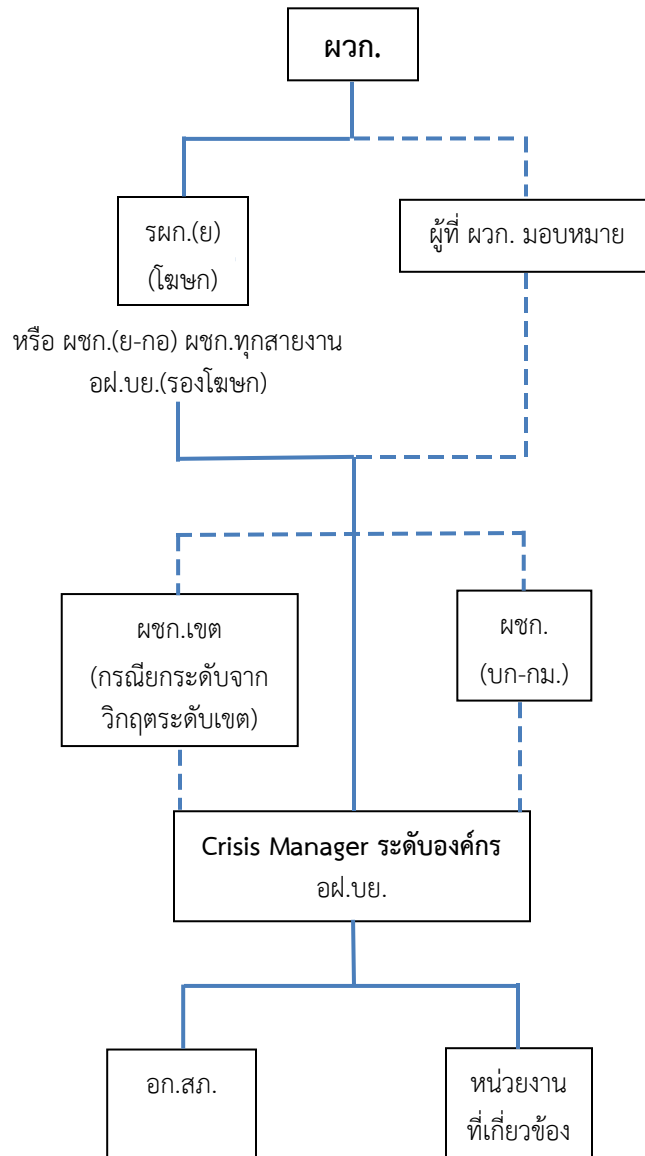 ผวก.
รผก.(ย)
(โฆษก)
ผู้ที่ ผวก. มอบหมาย
หรือ ผชก.(ย-กอ) ผชก.ทุกสายงาน
อฝ.บย.(รองโฆษก)
ผชก.เขต
(กรณียกระดับจาก
วิกฤตระดับเขต)
ผชก.
(บก-กม.)
Crisis Manager ระดับองค์กร
อฝ.บย.
อก.สภ.
หน่วยงาน
ที่เกี่ยวข้อง